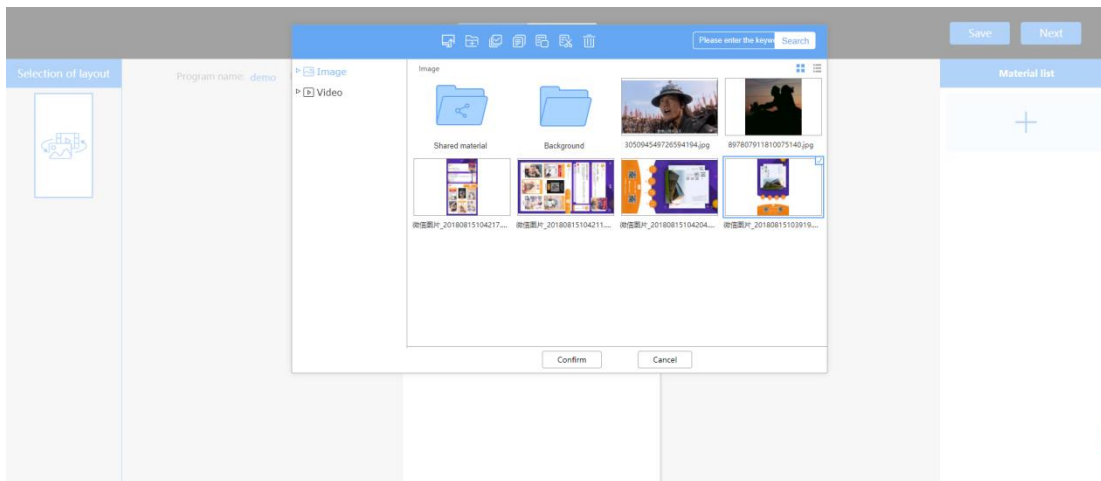 Please enter the keyw Search
Save Next
Selection of layout
Program name: demo
Image
Video
Image
Material list
Shared material
Background
305094549726594194.jpg
897807911810075140.jpg
微信图片_20180815104217....
微信图片_20180815104211....
微信图片_20180815104204....
微信图片_20180815103919....
Confirm
Cancel